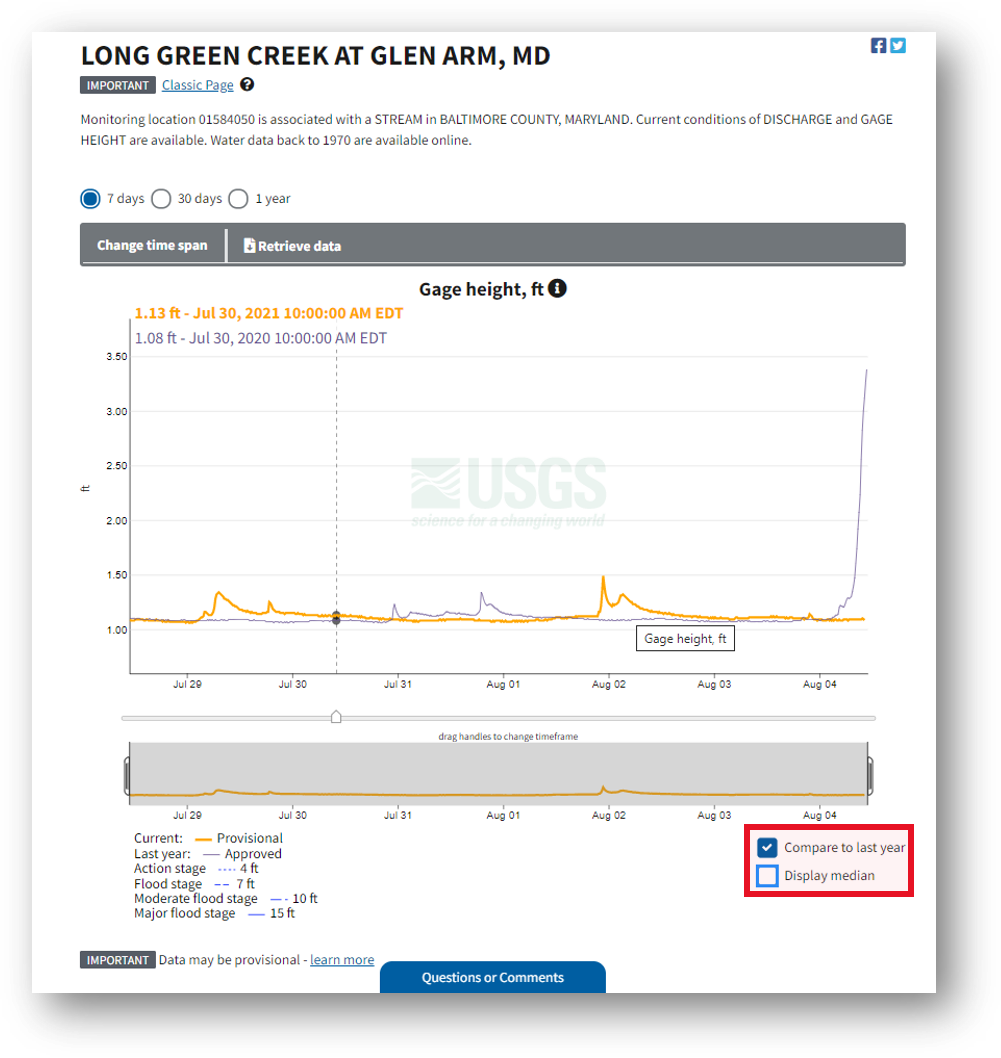 LONG GREEN CREEK AT GLEN ARM, MD
IMPORTANT Classic Page ?
Monitoring location 01584050 is associated with a STREAM in BALTIMORE COUNTY, MARYLAND. Current conditions of DISCHARGE and GAGE
HEIGHT are available. Water data back to 1970 are available online.
7 days 30 days 1 year
Change time span Retrieve data
Gage height, ft i
1.13 ft - Jul 30, 2021 10:00:00 AM EDT
1.08 ft - Jul 30, 2020 10:00:00 AM EDT
3.50
3.00
2.50
ft
USGS
science for a changing world
2.00
1.50
1.00
Gage height, ft
Jul 29 Jul 30 Jul 31 Aug 01 Aug 02 Aug 03 Aug 04
drag handles to change timeframe
Jul 29 Jul 30 Jul 31 Aug 01 Aug 02 Aug 03 Aug 04
Current: Provisional
Last year: Approved
Action stage 4 ft
Flood stage 7 ft
Moderate flood stage 10 ft
Major flood stage 15 ft
Compare to last year
Display median
IMPORTANT Data may be provisional - learn more
Questions or Comments